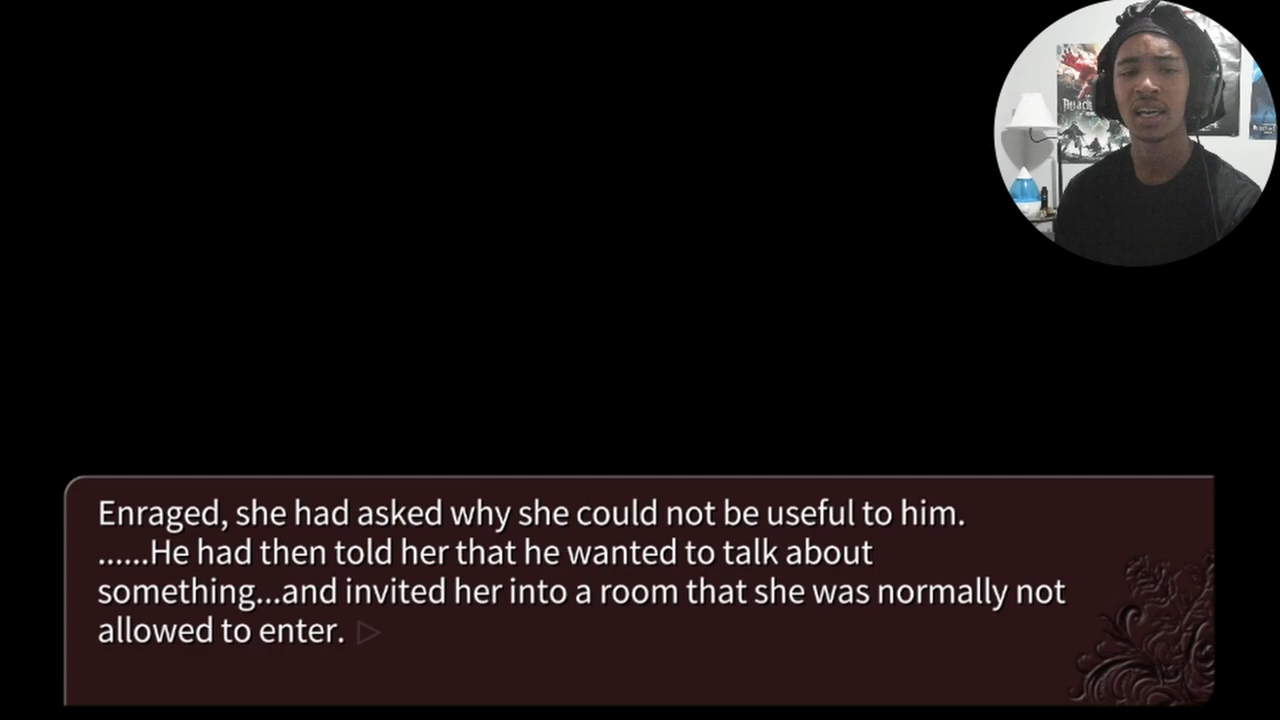 Enraged, she had asked why she could not be useful to him.
......He had then told her that he wanted to talk about
something...and invited her into a room that she was normally not
allowed to enter.